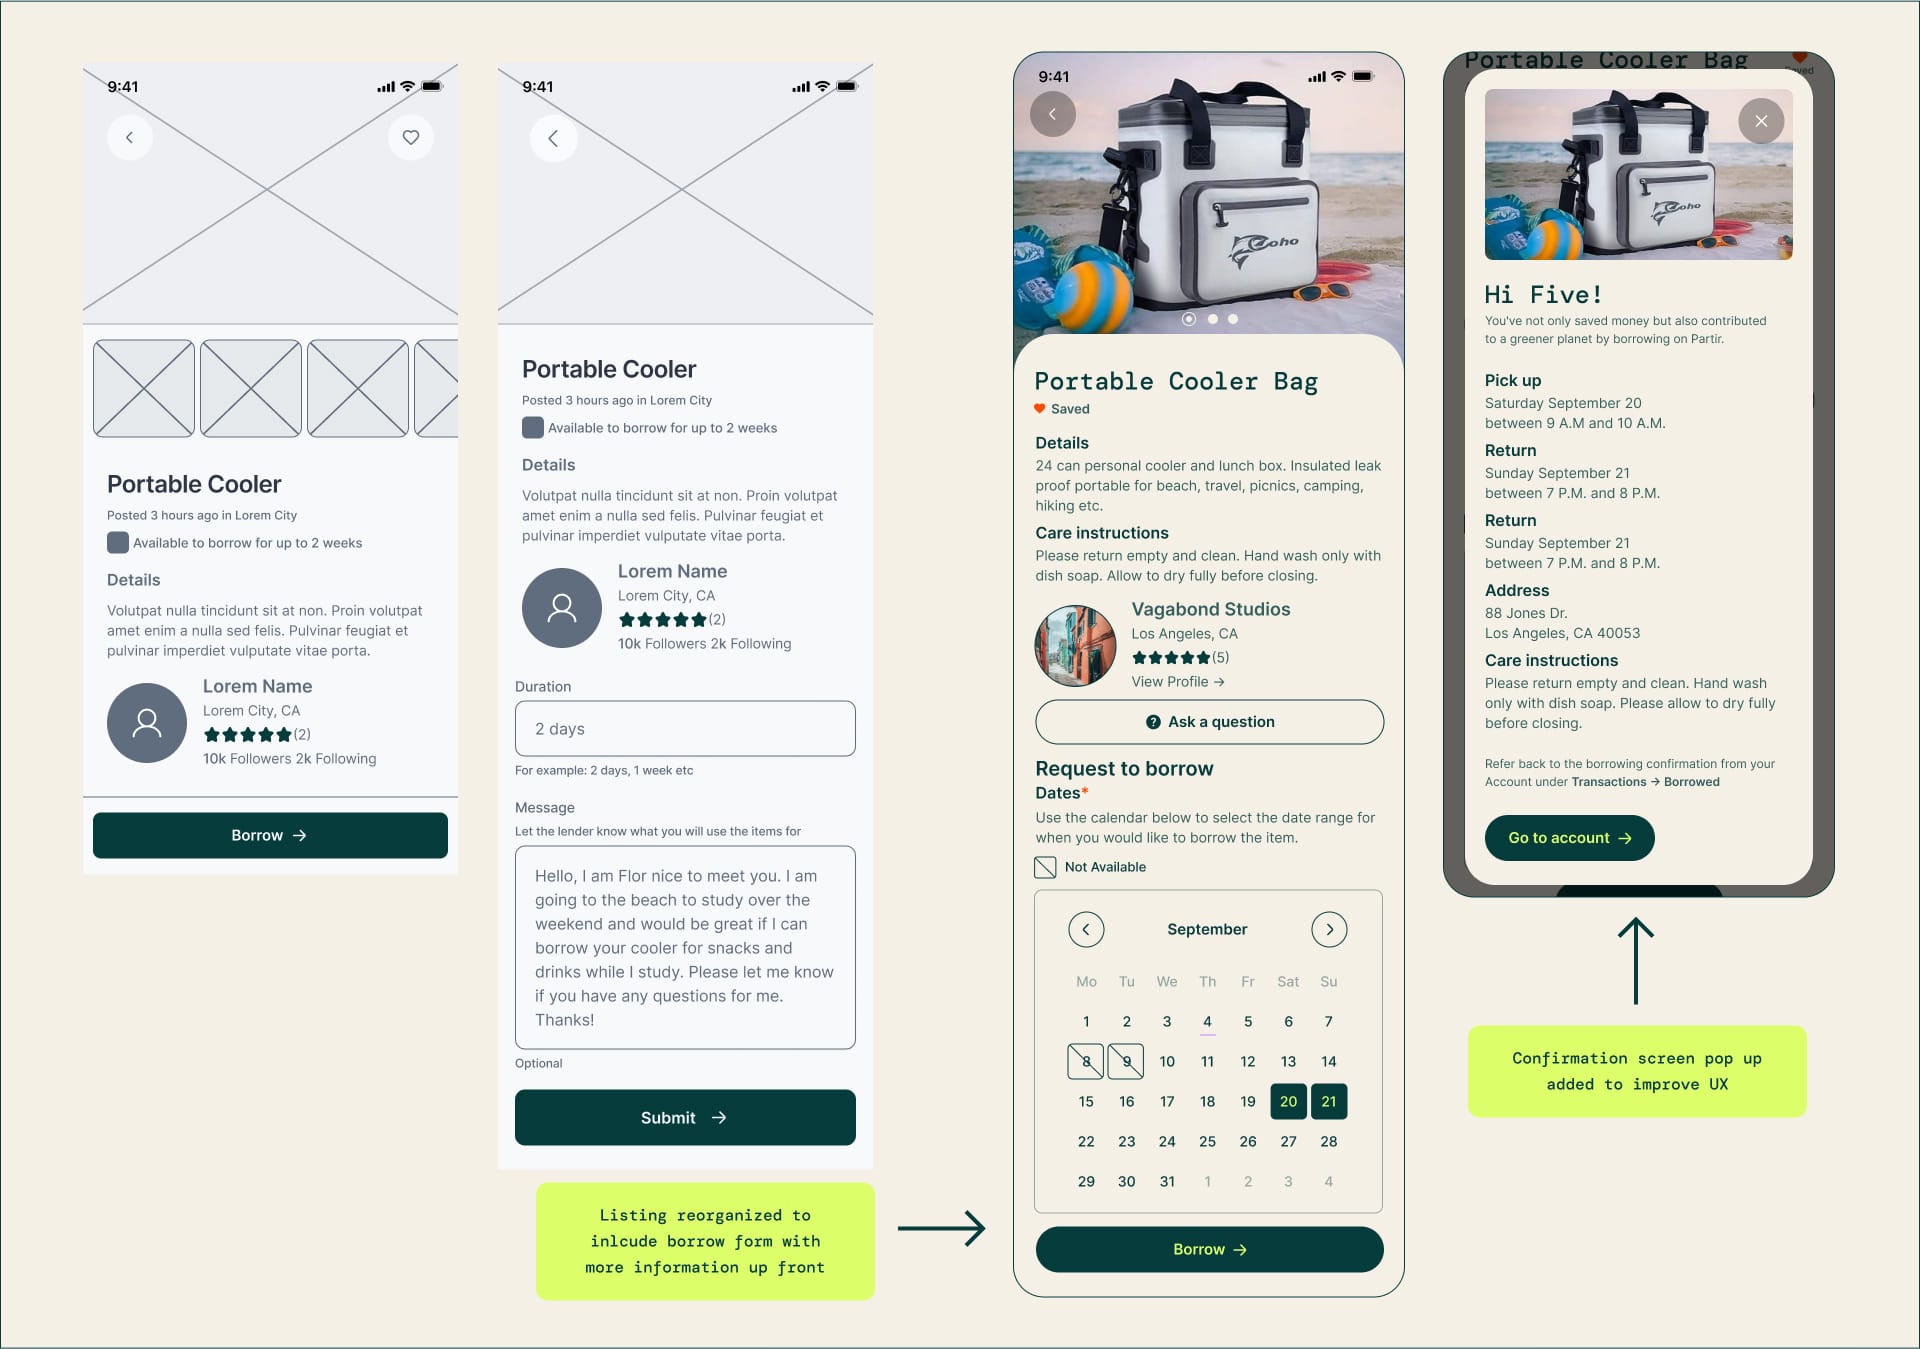 9:41
Portable Cooler
Posted 3 hours ago in Lorem City
Available to borrow for up to 2 weeks
Details
Volutpat nulla tincidunt sit at non. Proin volutpat
amet enim a nulla sed felis. Pulvinar feugiat et
pulvinar imperdiet vulputate vitae porta.
Lorem Name
Lorem City, CA
(2)
10k Followers 2k Following
Borrow →
9:41
Portable Cooler
Posted 3 hours ago in Lorem City
Available to borrow for up to 2 weeks
Details
Volutpat nulla tincidunt sit at non. Proin volutpat
amet enim a nulla sed felis. Pulvinar feugiat et
pulvinar imperdiet vulputate vitae porta.
Lorem Name
Lorem City, CA
(2)
10k Followers 2k Following
Duration
2 days
For example: 2 days, 1 week etc
Message
Let the lender know what you will use the items for
Hello, I am Flor nice to meet you. I am
going to the beach to study over the
weekend and would be great if I can
borrow your cooler for snacks and
drinks while I study. Please let me know
if you have any questions for me.
Thanks!
Optional
Submit →
Listing reorganized to
inlcude borrow form with
more information up front
9:41
Coho
Portable Cooler Bag
Saved
Details
24 can personal cooler and lunch box. Insulated leak
proof portable for beach, travel, picnics, camping,
hiking etc.
Care instructions
Please return empty and clean. Hand wash only with
dish soap. Allow to dry fully before closing.
Vagabond Studios
Los Angeles, CA
(5)
View Profile →
Ask a question
Request to borrow
Dates*
Use the calendar below to select the date range for
when you would like to borrow the item.
Not Available
September
Mo Tu We Th Fr Sat Su
1 2 3 4 5 6 7
8 9 10 11 12 13 14
15 16 17 18 19 20 21
22 23 24 25 26 27 28
29 30 31 1 2 3 4
Borrow →
Portable Cooler Bag
Saved
Coho
Hi Five!
You've not only saved money but also contributed
to a greener planet by borrowing on Partir.
Pick up
Saturday September 20
between 9 A.M and 10 A.M.
Return
Sunday September 21
between 7 P.M. and 8 P.M.
Return
Sunday September 21
between 7 P.M. and 8 P.M.
Address
88 Jones Dr.
Los Angeles, CA 40053
Care instructions
Please return empty and clean. Hand wash
only with dish soap. Please allow to dry fully
before closing.
Refer back to the borrowing confirmation from your
Account under Transactions → Borrowed
Go to account →
Confirmation screen pop up
added to improve UX